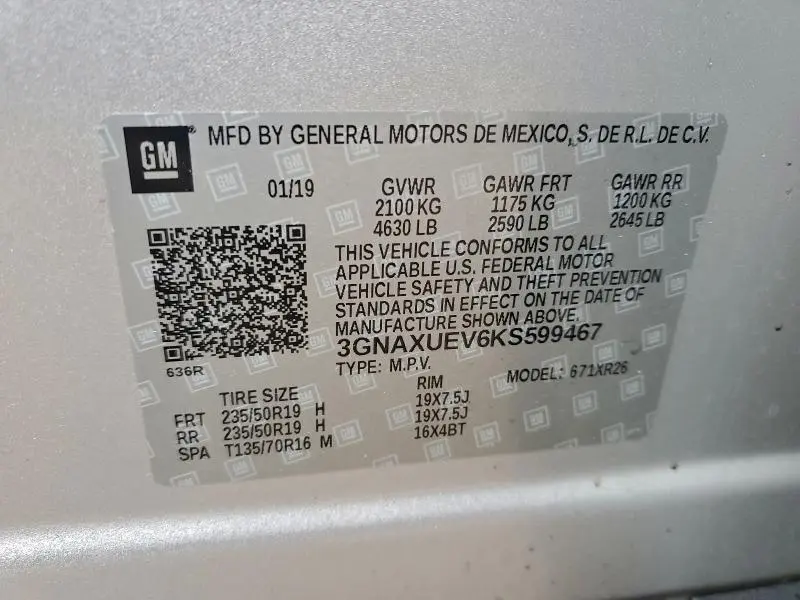 GM
® MFD BY GENERAL MOTORS DE MEXICO, S. DE R.L. DE C.V.
01/19 GVWR GAWR FRT GAWR RR
2100 KG 1175 KG 1200 KG
4630 LB 2590 LB 2645 LB
THIS VEHICLE CONFORMS TO ALL
APPLICABLE U.S. FEDERAL MOTOR
VEHICLE SAFETY AND THEFT PREVENTION
STANDARDS IN EFFECT ON THE DATE OF
MANUFACTURE SHOWN ABOVE.
3GNAXUEV6KS599467
636R
TYPE: M.P.V. MODEL: 671XR26
TIRE SIZE RIM
FRT 235/50R19 H 19X7.5J
RR 235/50R19 H 19X7.5J
SPA T135/70R16 M 16X4BT